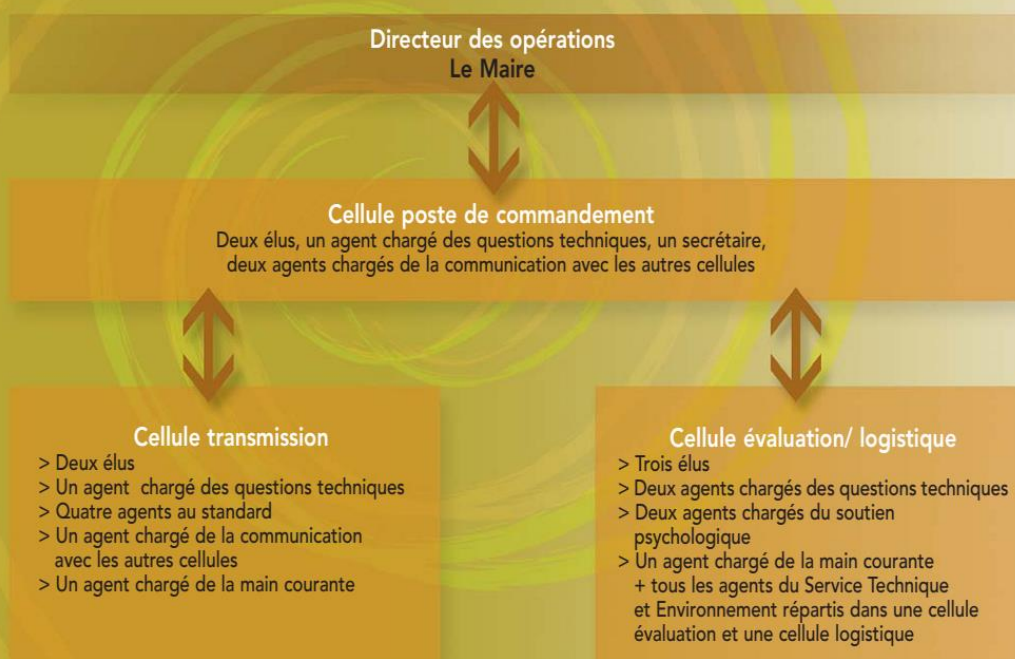 Directeur des opérations
Le Maire
Cellule poste de commandement
Deux élus, un agent chargé des questions techniques, un secrétaire,
deux agents chargés de la communication avec les autres cellules
Cellule transmission
> Deux élus
> Un agent chargé des questions techniques
> Quatre agents au standard
> Un agent chargé de la communication
avec les autres cellules
> Un agent chargé de la main courante
Cellule évaluation/ logistique
> Trois élus
> Deux agents chargés des questions techniques
> Deux agents chargés du soutien
psychologique
> Un agent chargé de la main courante
+ tous les agents du Service Technique
et Environnement répartis dans une cellule
évaluation et une cellule logistique